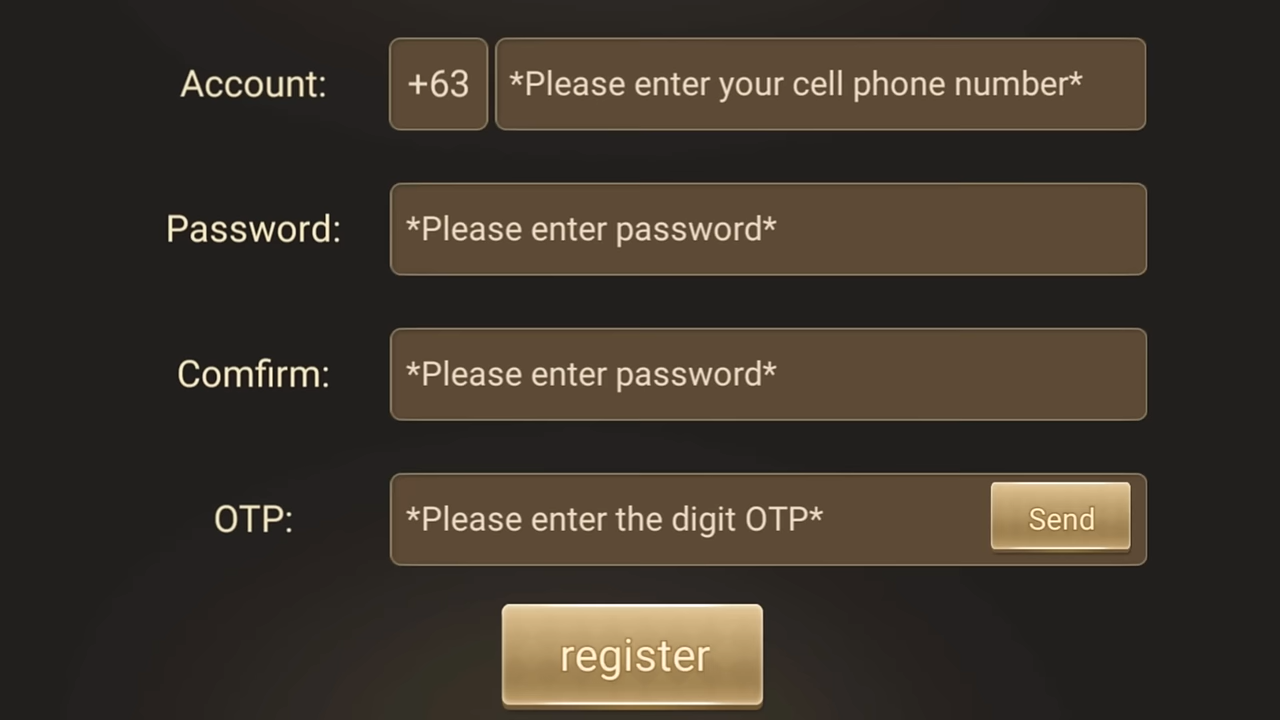 Account: +63 *Please enter your cell phone number*
Password: *Please enter password*
Comfirm: *Please enter password*
OTP: *Please enter the digit OTP* Send
register